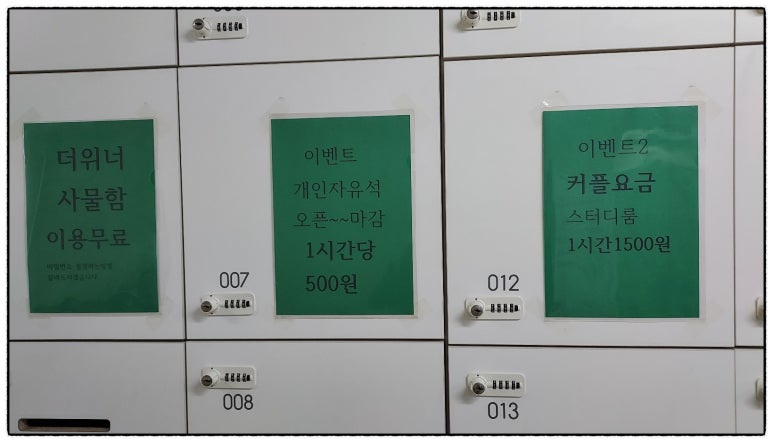 더위너
사물함
이용무료
이벤트
개인자유석
오픈~~마감
1시간당
500원
이벤트2
커플요금
스터디룸
1시간1500원
007
012
008
013